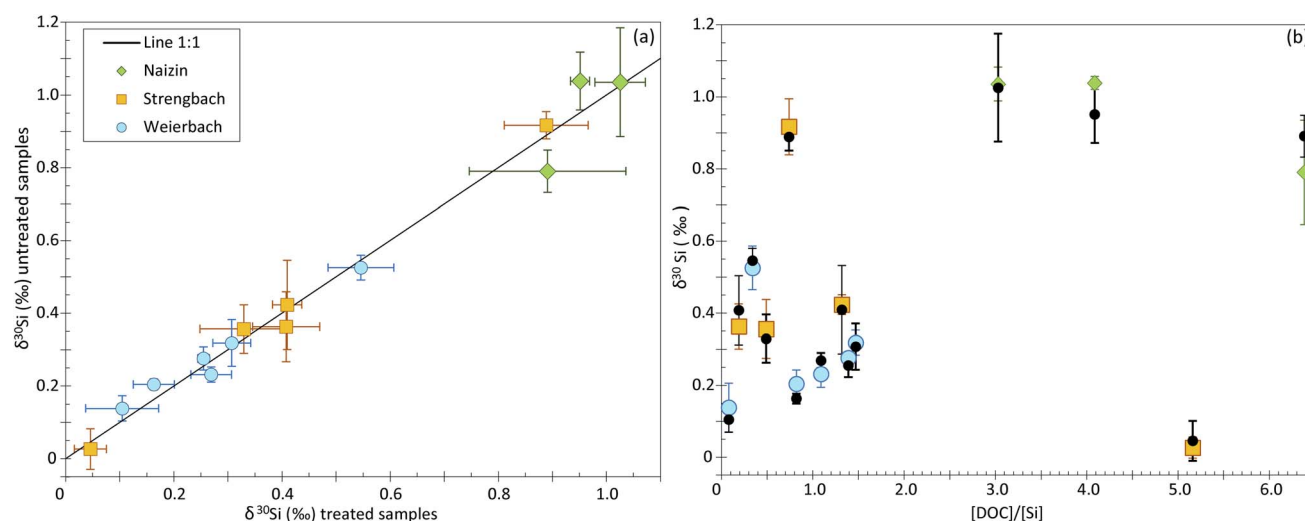 (a)
Line 1:1
Naizin
Strengbach
Weierbach
δ³⁰Si (‰) untreated samples
1.2
1.0
0.8
0.6
0.4
0.2
0
0 0.2 0.4 0.6 0.8 1.0
δ³⁰Si (‰) treated samples
(b)
δ³⁰ Si ( ‰ )
1.2
1.0
0.8
0.6
0.4
0.2
0.0
0 1.0 2.0 3.0 4.0 5.0 6.0
[DOC]/[Si]